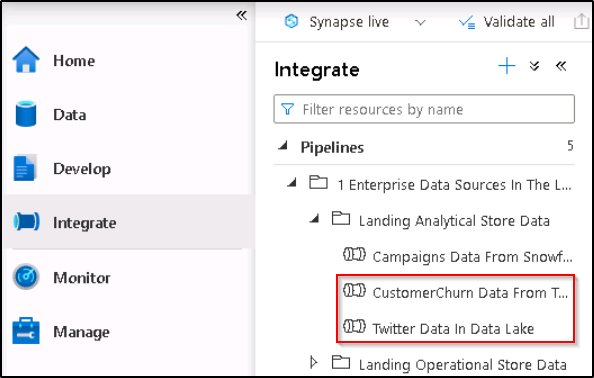 Synapse live
Validate all
Home
Data
Develop
Integrate
Monitor
Manage
Integrate
Filter resources by name
Pipelines 5
1 Enterprise Data Sources In The L...
Landing Analytical Store Data
Campaigns Data From Snowf...
CustomerChurn Data From T...
Twitter Data In Data Lake
Landing Operational Store Data